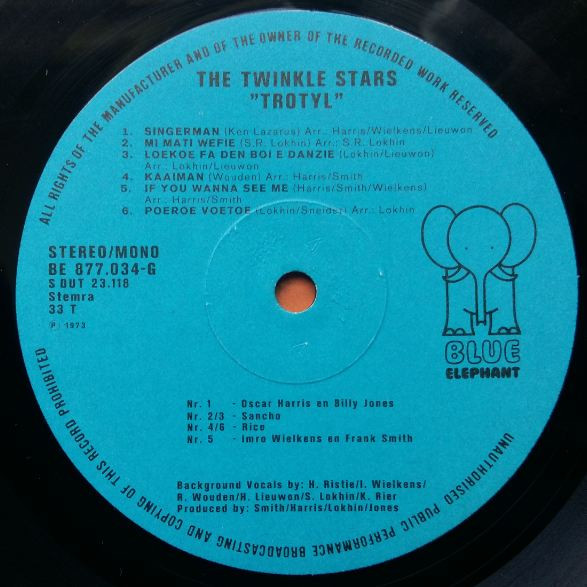 ALL RIGHTS OF THE MANUFACTURER AND OF THE OWNER OF THE RECORDED WORK RESERVED
THE TWINKLE STARS
"TROTYL"
1. SINGERMAN (Ken Lazarus) Arr.: Harris/Wielkens/Lieuwon
2. MI MATI WEFIE (S.R. Lokhin) Arr.: S.R. Lokhin
3. LOEKOE FA DEN BOI E DANZIE (Lokhin/Lieuwon)
Arr.: Lokhin/Lieuwon
4. KAAIMAN (Wouden) Arr.: Harris/Smith
5. IF YOU WANNA SEE ME (Harris/Smith/Wielkens)
Arr.: Harris/Smith
6. POEROE VOETOE (Lokhin/Sneider) Arr.: Lokhin
STEREO/MONO
BE 877.034-G
S OUT 23.118
Stemra
33 T
℗ 1973
BLUE
ELEPHANT
Nr. 1 - Oscar Harris en Billy Jones
Nr. 2/3 - Sancho
Nr. 4/6 - Rico
Nr. 5 - Imro Wielkens en Frank Smith
Background Vocals by: H. Ristie/I. Wielkens/
R. Wouden/H. Lieuwon/S. Lokhin/K. Rier
Produced by: Smith/Harris/Lokhin/Jones
UNAUTHORISED PUBLIC PERFORMANCE BROADCASTING AND COPYING OF THIS RECORD PROHIBITED